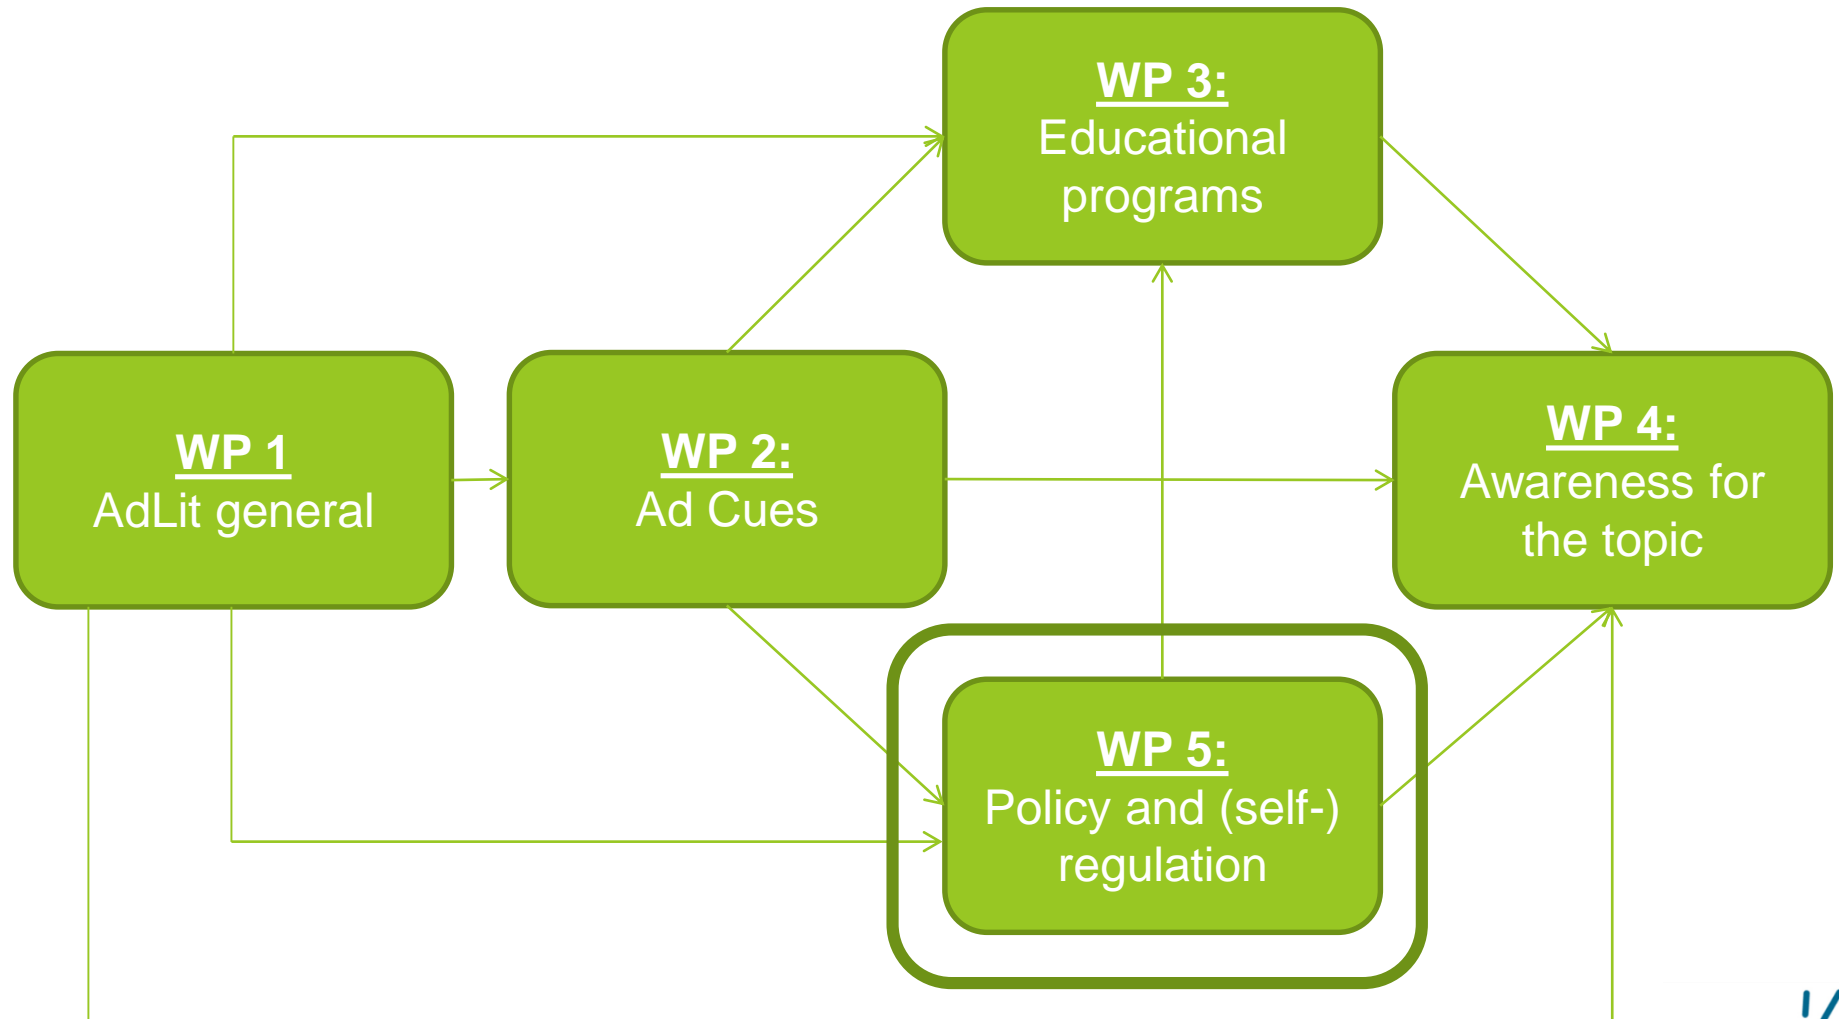 WP 3:
Educational
programs
WP 1
AdLit general
WP 2:
Ad Cues
WP 4:
Awareness for
the topic
WP 5:
Policy and (self-)
regulation